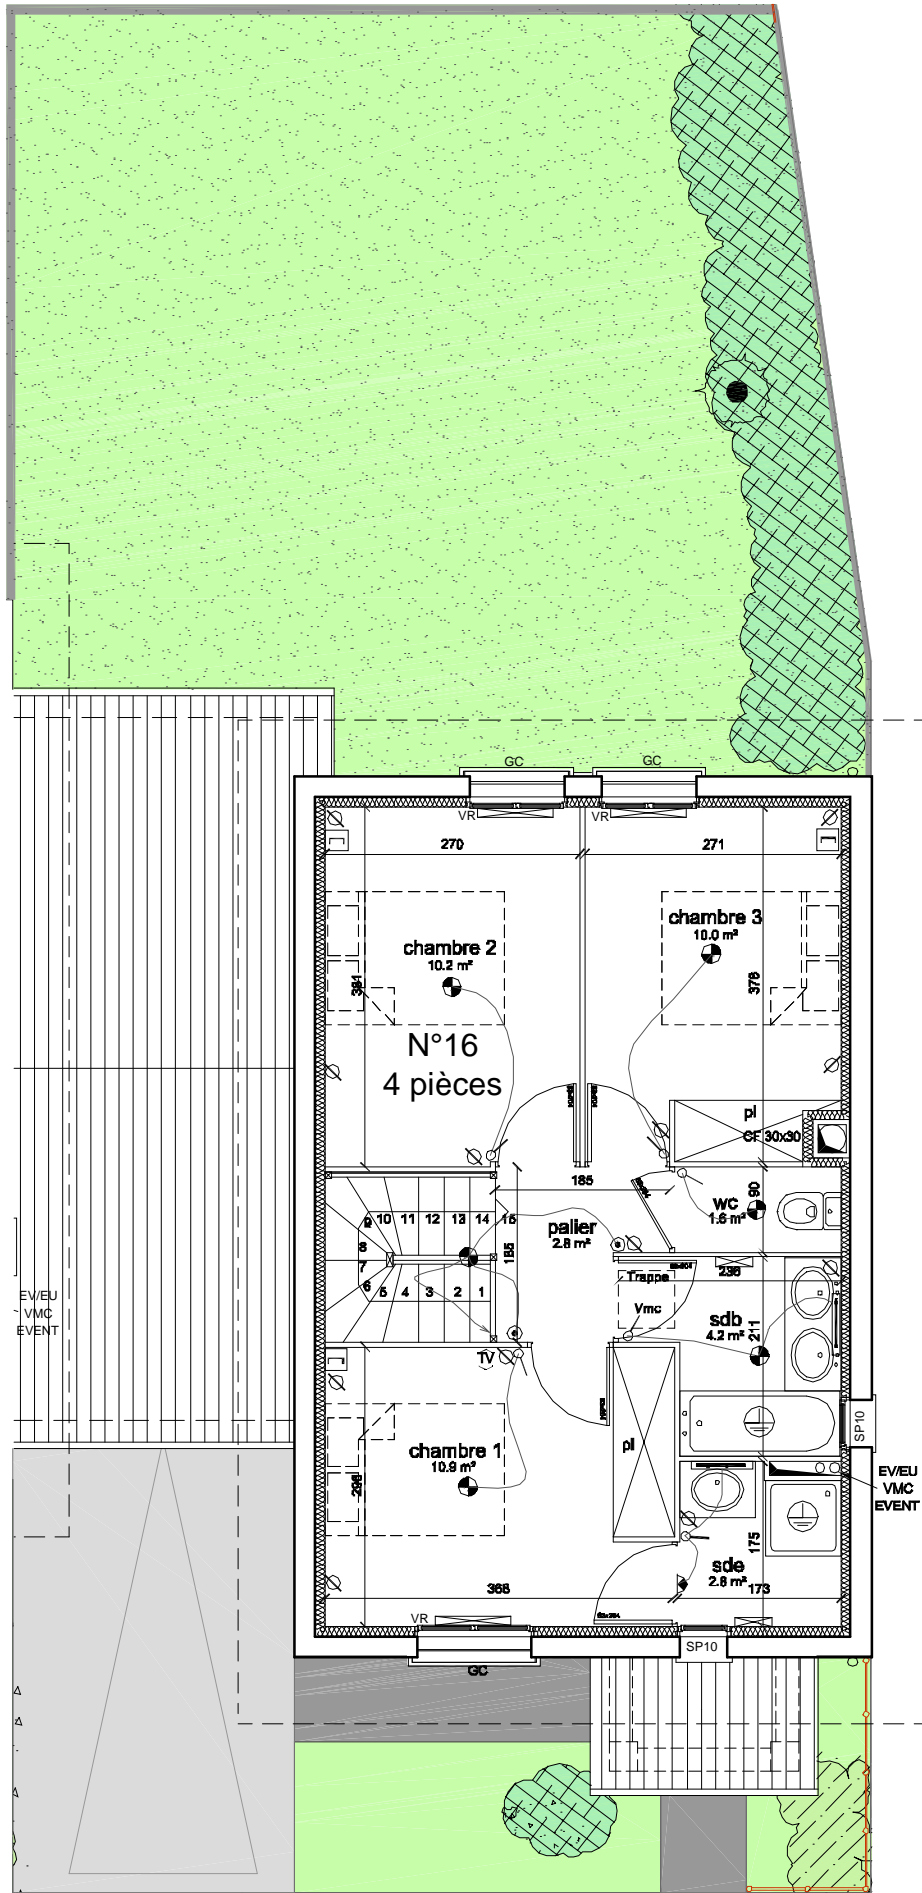 GC
GC
VR
VR
270
271
chambre 3
10.0 m²
chambre 2
10.2 m²
381
376
N°16
4 pièces
pl
CF 30x30
185
90
WC
1.6 m²
9
10
11
12
13
14
15
palier
2.8 m²
185
8
7
6
5
4
3
2
1
Trappe
236
Vmc
sdb
4.2 m²
211
EV/EU
VMC
EVENT
TV
chambre 1
10.9 m²
296
pl
SP10
EV/EU
VMC
EVENT
175
sde
2.8 m²
368
173
VR
SP10
GC